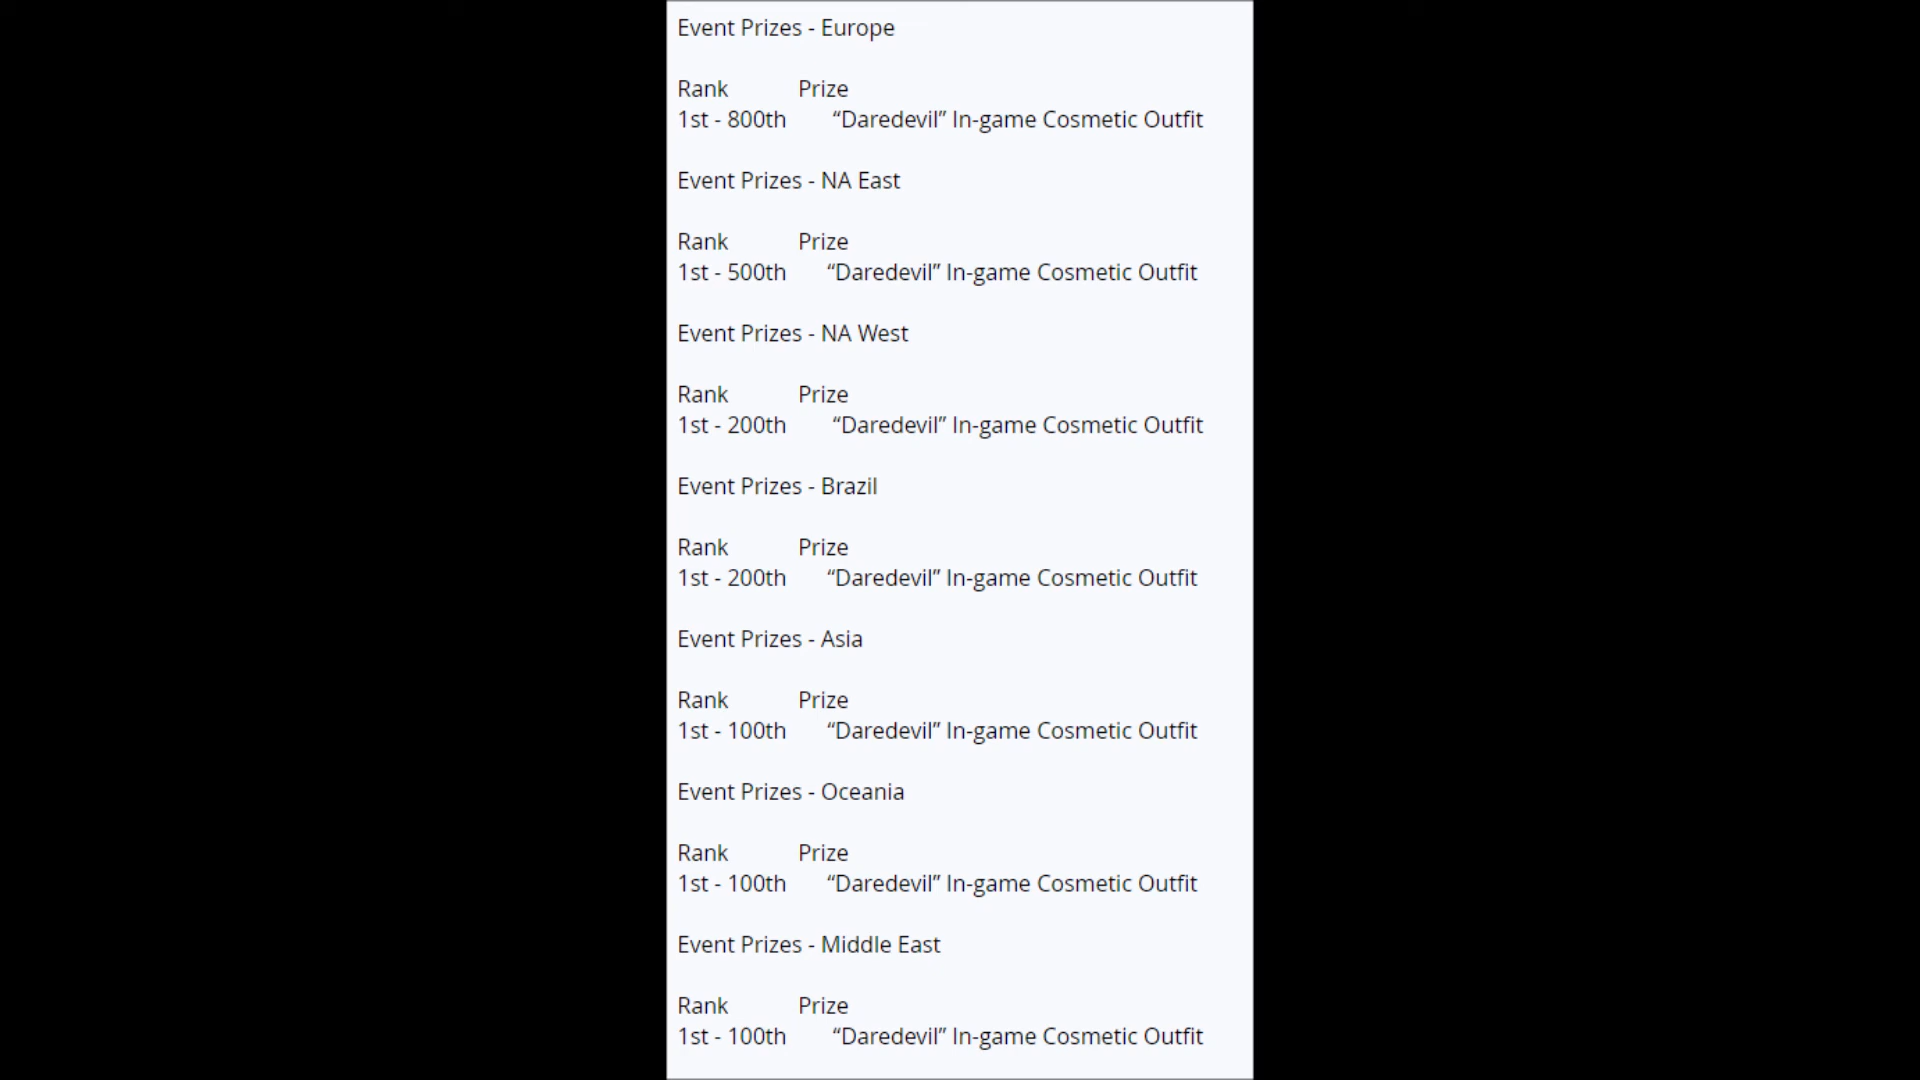 Event Prizes - Europe
Rank Prize
1st - 800th “Daredevil” In-game Cosmetic Outfit
Event Prizes - NA East
Rank Prize
1st - 500th “Daredevil” In-game Cosmetic Outfit
Event Prizes - NA West
Rank Prize
1st - 200th “Daredevil” In-game Cosmetic Outfit
Event Prizes - Brazil
Rank Prize
1st - 200th “Daredevil” In-game Cosmetic Outfit
Event Prizes - Asia
Rank Prize
1st - 100th “Daredevil” In-game Cosmetic Outfit
Event Prizes - Oceania
Rank Prize
1st - 100th “Daredevil” In-game Cosmetic Outfit
Event Prizes - Middle East
Rank Prize
1st - 100th “Daredevil” In-game Cosmetic Outfit